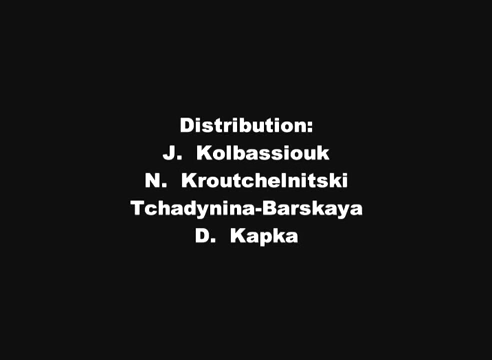 Distribution:
J. Kolbassiouk
N. Kroutchelnitski
Tchadynina-Barskaya
D. Kapka